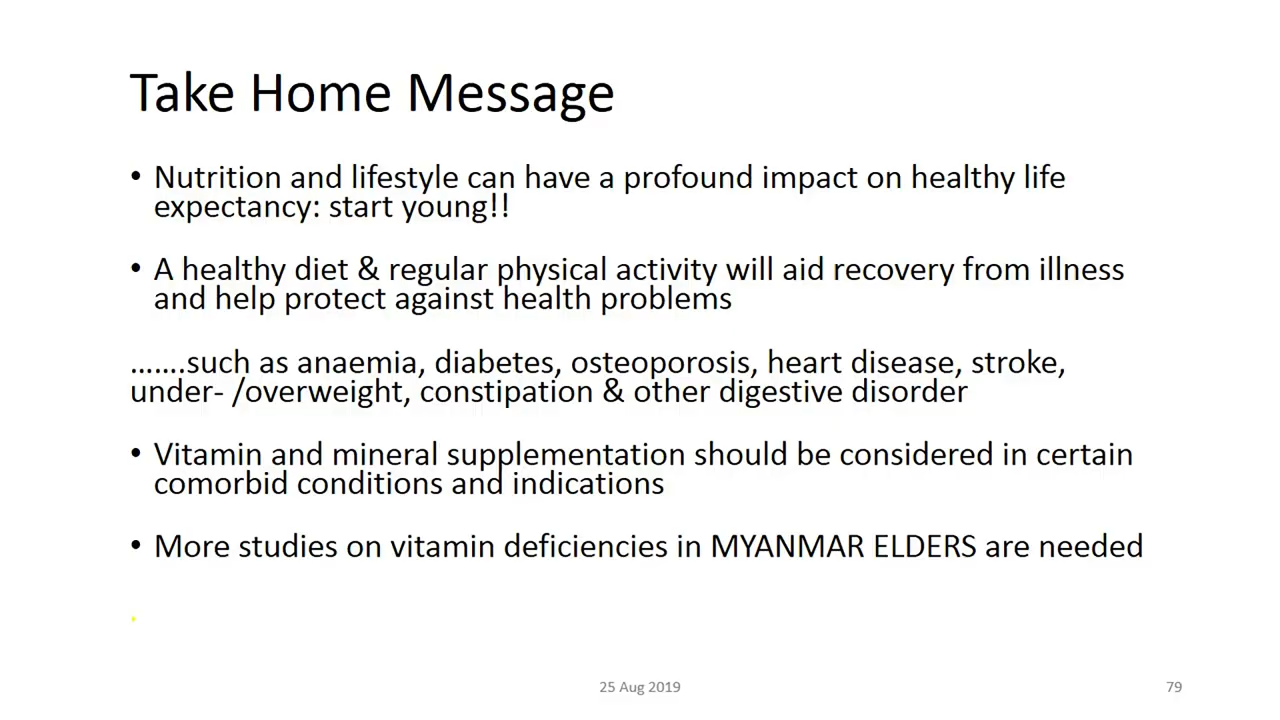 Take Home Message
• Nutrition and lifestyle can have a profound impact on healthy life
expectancy: start young!!
• A healthy diet & regular physical activity will aid recovery from illness
and help protect against health problems
…….such as anaemia, diabetes, osteoporosis, heart disease, stroke,
under- /overweight, constipation & other digestive disorder
• Vitamin and mineral supplementation should be considered in certain
comorbid conditions and indications
• More studies on vitamin deficiencies in MYANMAR ELDERS are needed
.
25 Aug 2019
79